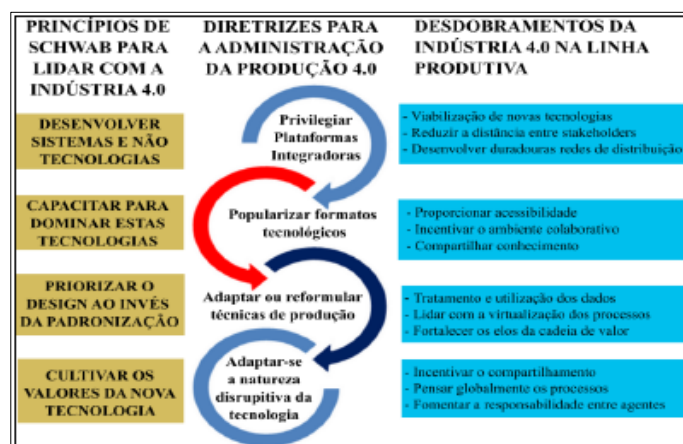 PRINCÍPIOS DE
SCHWAB PARA
LIDAR COM A
INDÚSTRIA 4.0
DIRETRIZES PARA
A ADMINISTRAÇÃO
DA PRODUÇÃO 4.0
DESDOBRAMENTOS DA
INDÚSTRIA 4.0 NA LINHA
PRODUTIVA
DESENVOLVER
SISTEMAS E NÃO
TECNOLOGIAS
Privilegiar
Plataformas
Integradoras
- Viabilização de novas tecnologias
- Reduzir a distância entre stakeholders
- Desenvolver duradouras redes de distribuição
CAPACITAR PARA
DOMINAR ESTAS
TECNOLOGIAS
Popularizar formatos
tecnológicos
- Proporcionar acessibilidade
- Incentivar o ambiente colaborativo
- Compartilhar conhecimento
PRIORIZAR O
DESIGN AO INVÉS
DA PADRONIZAÇÃO
Adaptar ou reformular
técnicas de produção
- Tratamento e utilização dos dados
- Lidar com a virtualização dos processos
- Fortalecer os elos da cadeia de valor
CULTIVAR OS
VALORES DA NOVA
TECNOLOGIA
Adaptar-se
a natureza
disrupitiva da
tecnologia
- Incentivar o compartilhamento
- Pensar globalmente os processos
- Fomentar a responsabilidade entre agentes